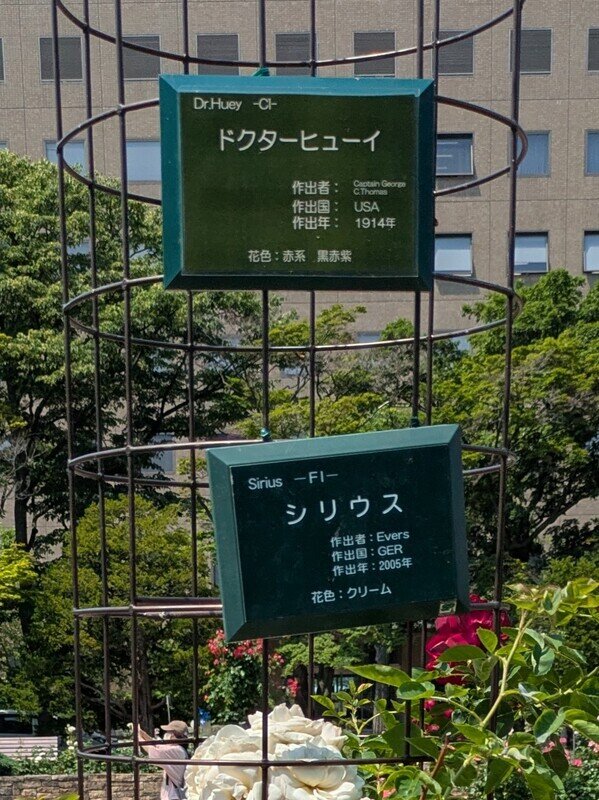 Dr.Huey -Cl-
ドクターヒューイ
作出者： Captain George C.Thomas
作出国： USA
作出年： 1914年
花色：赤系 黒赤紫
Sirius -Fl-
シリウス
作出者：Evers
作出国：GER
作出年：2005年
花色：クリーム